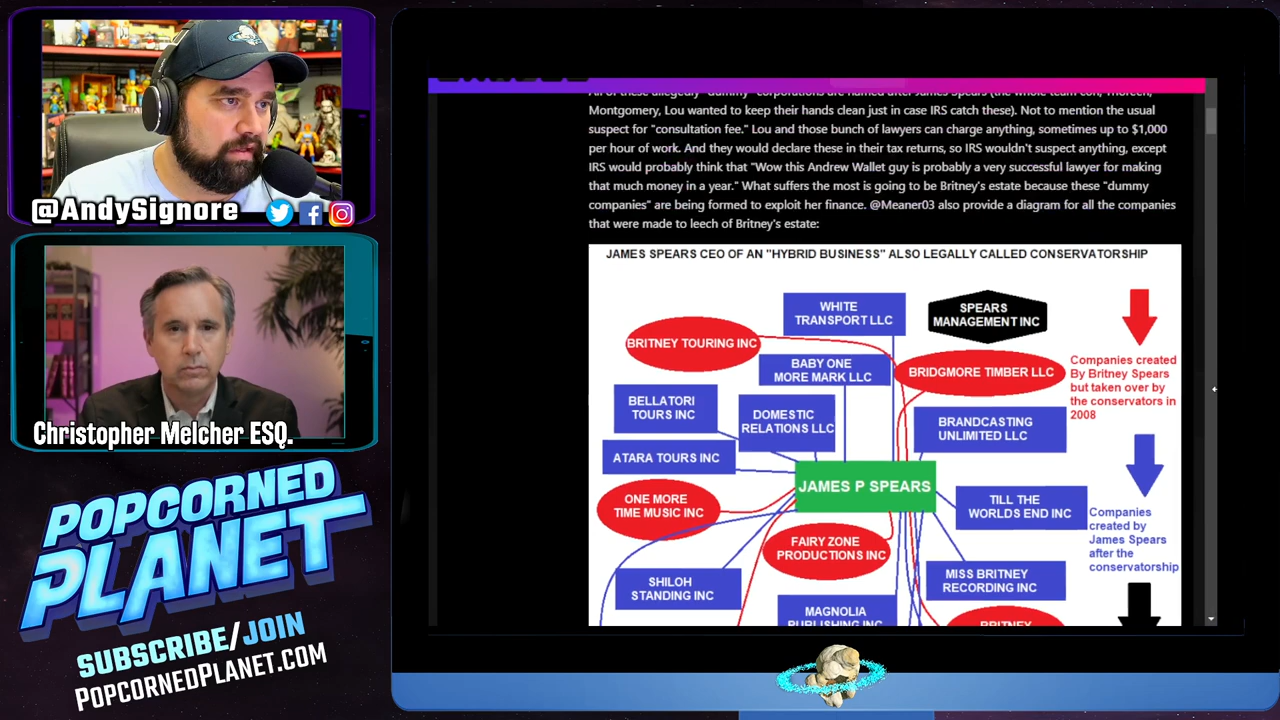 @AndySignore
Christopher Melcher ESQ.
POPCORNED
PLANET
SUBSCRIBE/JOIN
POPCORNEDPLANET.COM
Montgomery, Lou wanted to keep their hands clean just in case IRS catch these). Not to mention the usual
suspect for "consultation fee." Lou and those bunch of lawyers can charge anything, sometimes up to $1,000
per hour of work. And they would declare these in their tax returns, so IRS wouldn't suspect anything, except
IRS would probably think that "Wow this Andrew Wallet guy is probably a very successful lawyer for making
that much money in a year." What suffers the most is going to be Britney's estate because these "dummy
companies" are being formed to exploit her finance. @Meaner03 also provide a diagram for all the companies
that were made to leech of Britney's estate:
JAMES SPEARS CEO OF AN "HYBRID BUSINESS" ALSO LEGALLY CALLED CONSERVATORSHIP
WHITE
TRANSPORT LLC
SPEARS
MANAGEMENT INC
BRITNEY TOURING INC
BABY ONE
MORE MARK LLC
BRIDGMORE TIMBER LLC
Companies created
By Britney Spears
but taken over by
the conservators in
2008
BELLATORI
TOURS INC
DOMESTIC
RELATIONS LLC
BRANDCASTING
UNLIMITED LLC
ATARA TOURS INC
JAMES P SPEARS
ONE MORE
TIME MUSIC INC
TILL THE
WORLDS END INC
Companies
created by
James Spears
after the
conservatorship
FAIRY ZONE
PRODUCTIONS INC
SHILOH
STANDING INC
MISS BRITNEY
RECORDING INC
MAGNOLIA
PUBLISHING INC
BRITNEY